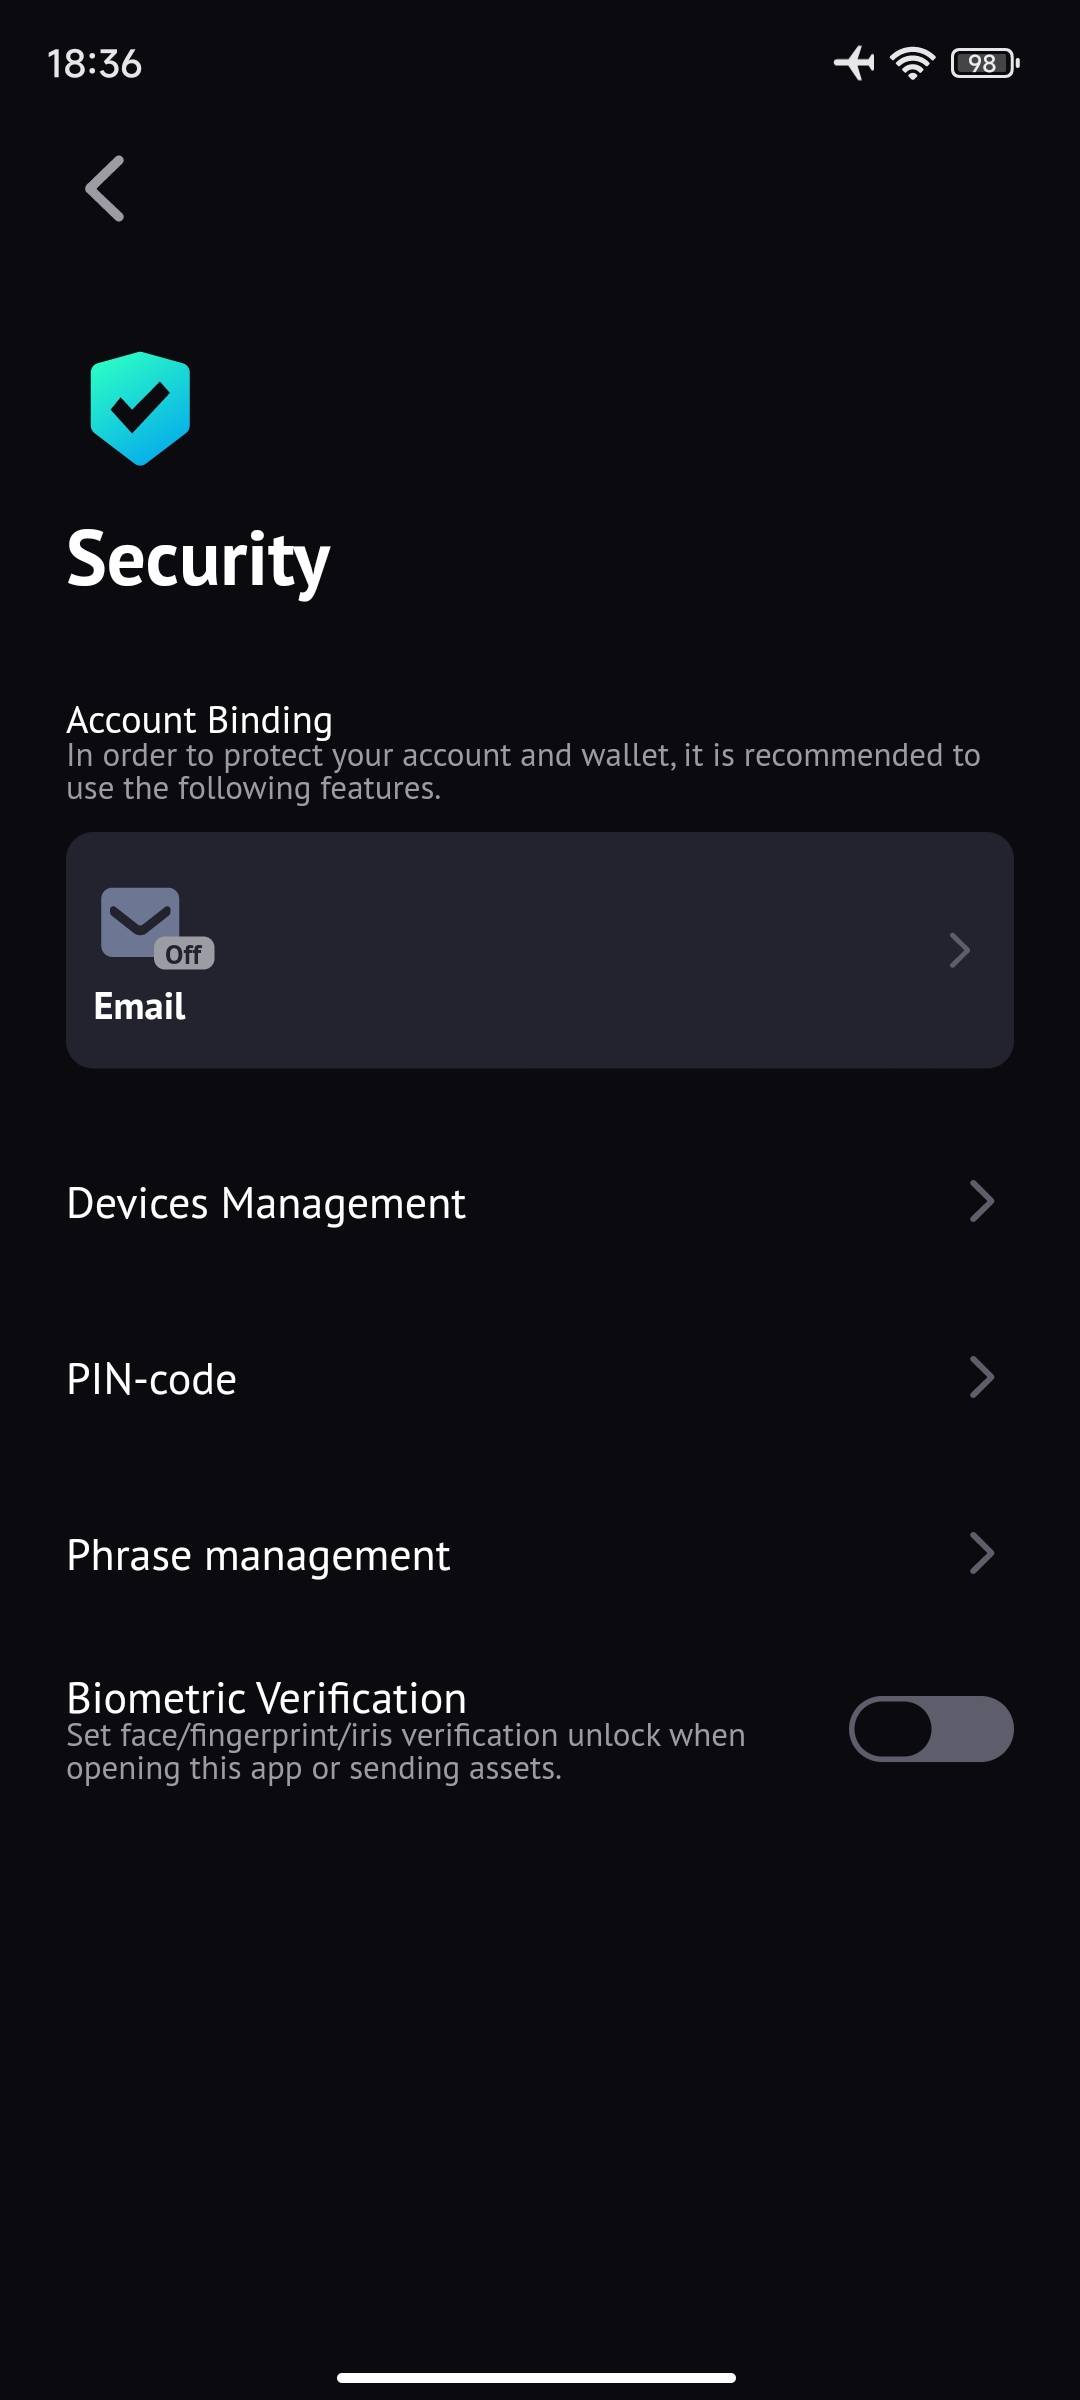 18:36
98
Security
Account Binding
In order to protect your account and wallet, it is recommended to
use the following features.
Off
Email
Devices Management
PIN-code
Phrase management
Biometric Verification
Set face/fingerprint/iris verification unlock when
opening this app or sending assets.